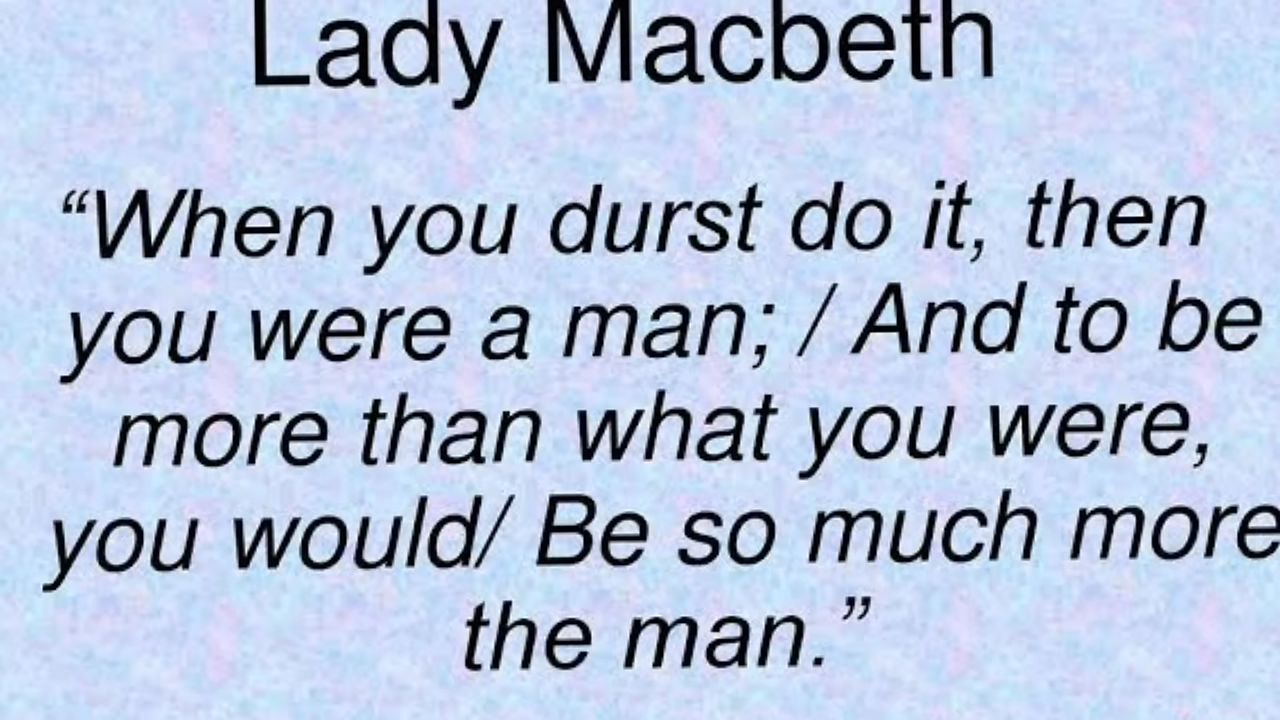 Lady Macbeth
“When you durst do it, then
you were a man; / And to be
more than what you were,
you would/ Be so much more
the man.”